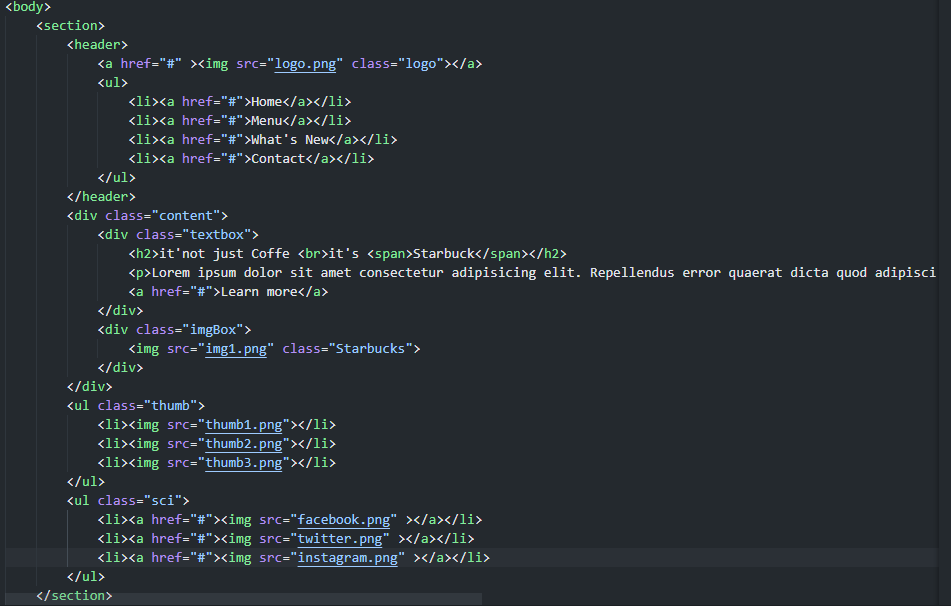 <body>
<section>
<header>
<a href="#" ><img src="logo.png" class="logo"></a>
<ul>
<li><a href="#">Home</a></li>
<li><a href="#">Menu</a></li>
<li><a href="#">What's New</a></li>
<li><a href="#">Contact</a></li>
</ul>
</header>
<div class="content">
<div class="textbox">
<h2>it'not just Coffe <br>it's <span>Starbuck</span></h2>
<p>Lorem ipsum dolor sit amet consectetur adipisicing elit. Repellendus error quaerat dicta quod adipisci
<a href="#">Learn more</a>
</div>
<div class="imgBox">
<img src="img1.png" class="Starbucks">
</div>
</div>
<ul class="thumb">
<li><img src="thumb1.png"></li>
<li><img src="thumb2.png"></li>
<li><img src="thumb3.png"></li>
</ul>
<ul class="sci">
<li><a href="#"><img src="facebook.png" ></a></li>
<li><a href="#"><img src="twitter.png" ></a></li>
<li><a href="#"><img src="instagram.png" ></a></li>
</ul>
</section>